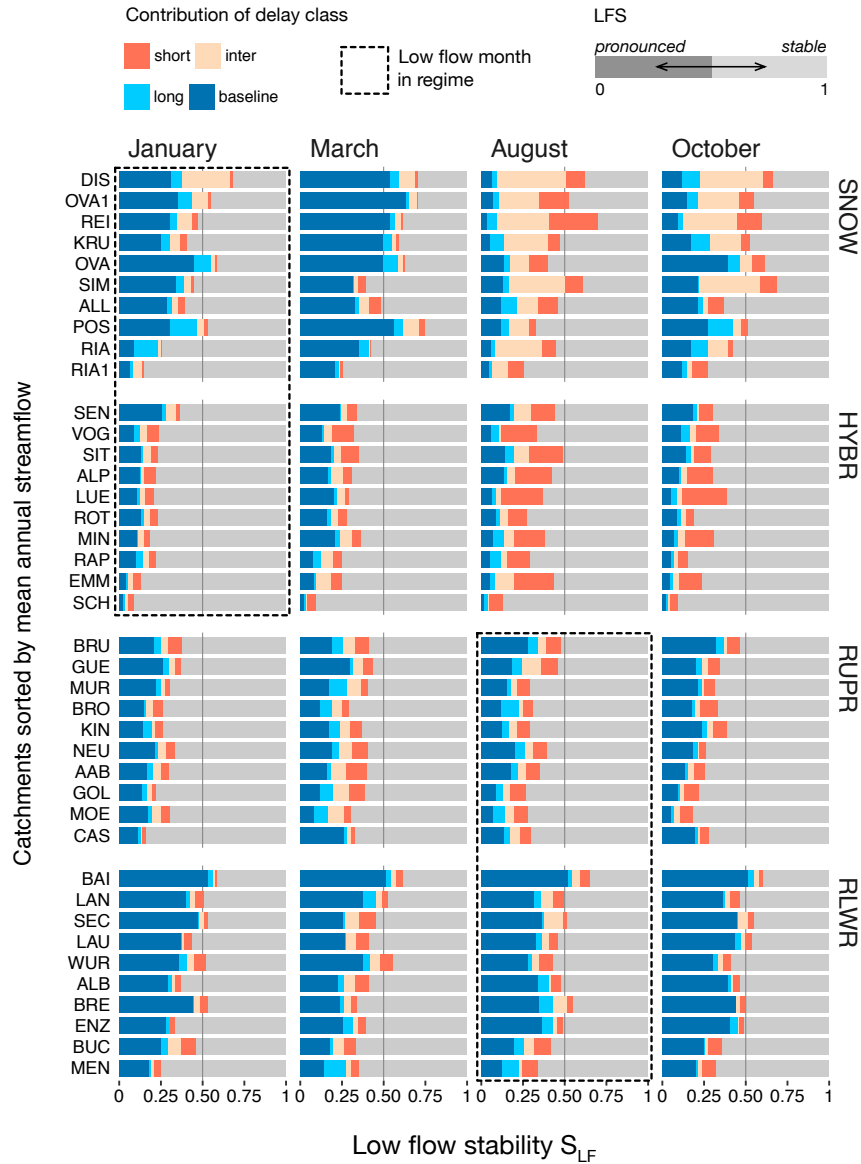 Contribution of delay class
LFS
short
inter
long
baseline
Low flow month
in regime
pronounced
stable
0
1
January
March
August
October
DIS
OVA1
REI
KRU
OVA
SIM
ALL
POS
RIA
RIA1
SNOW
SEN
VOG
SIT
ALP
LUE
ROT
MIN
RAP
EMM
SCH
HYBR
BRU
GUE
MUR
BRO
KIN
NEU
AAB
GOL
MOE
CAS
RUPR
BAI
LAN
SEC
LAU
WUR
ALB
BRE
ENZ
BUC
MEN
RLWR
Catchments sorted by mean annual streamflow
0 0.25 0.50 0.75 1
0 0.25 0.50 0.75 1
0 0.25 0.50 0.75 1
0 0.25 0.50 0.75 1
Low flow stability S_LF